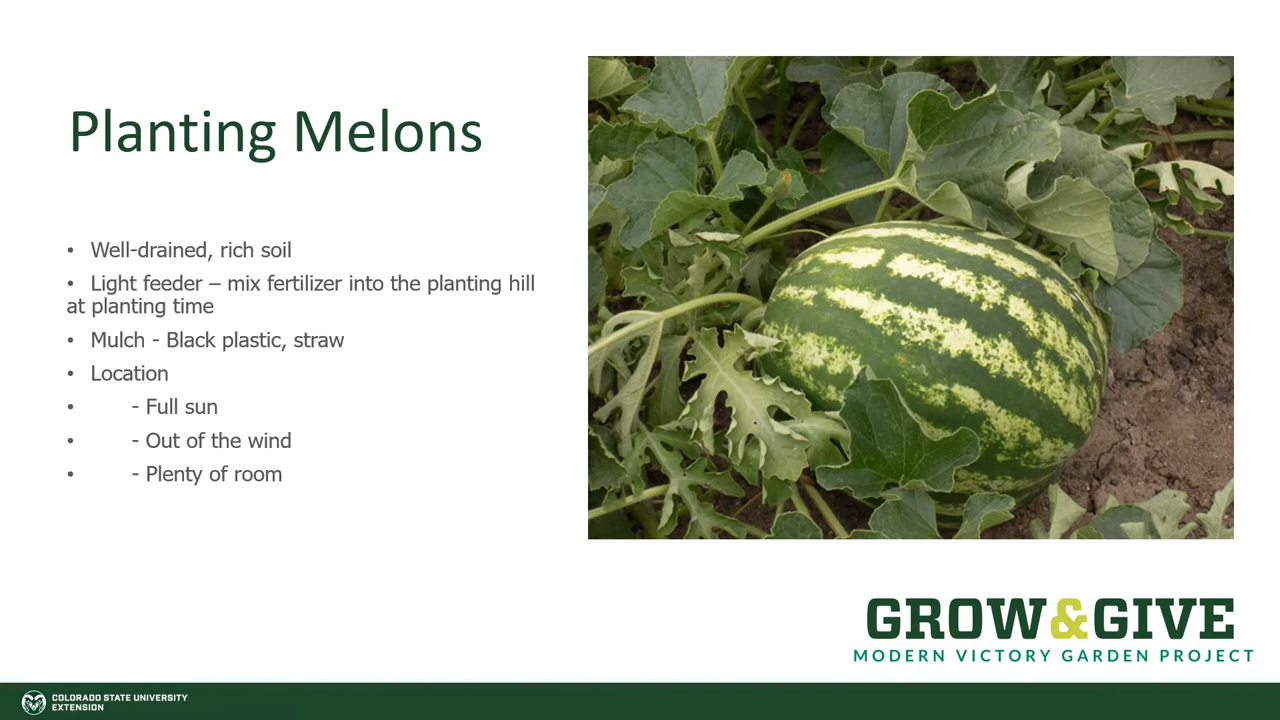 Planting Melons
• Well-drained, rich soil
• Light feeder – mix fertilizer into the planting hill
at planting time
• Mulch - Black plastic, straw
• Location
• - Full sun
• - Out of the wind
• - Plenty of room
GROW&GIVE
MODERN VICTORY GARDEN PROJECT
COLORADO STATE UNIVERSITY
EXTENSION